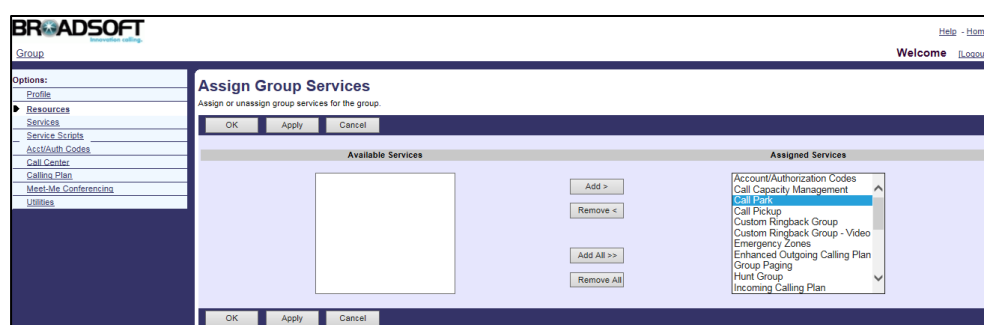 BROADSOFT
innovation calling.
Help - Hom
Group
Welcome [Logou
Options:
Profile
Resources
Services
Service Scripts
Acct/Auth Codes
Call Center
Calling Plan
Meet-Me Conferencing
Utilities
Assign Group Services
Assign or unassign group services for the group.
OK Apply Cancel
Available Services
Assigned Services
Add >
Remove <
Add All >>
Remove All
Account/Authorization Codes
Call Capacity Management
Call Park
Call Pickup
Custom Ringback Group
Custom Ringback Group - Video
Emergency Zones
Enhanced Outgoing Calling Plan
Group Paging
Hunt Group
Incoming Calling Plan
OK Apply Cancel